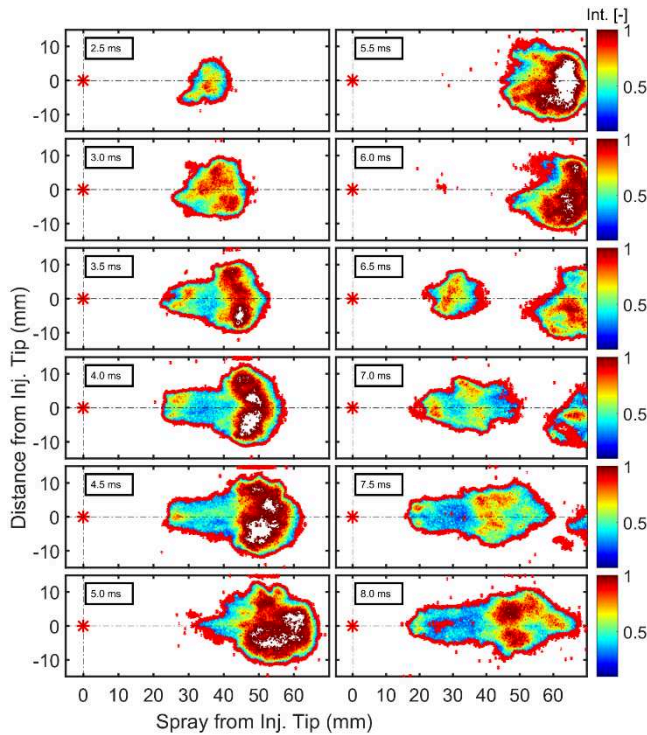 Int. [-]
15
10
0
-10
2.5 ms
5.5 ms
1
0.5
10
0
-10
3.0 ms
6.0 ms
1
0.5
10
0
-10
3.5 ms
6.5 ms
1
0.5
10
0
-10
4.0 ms
7.0 ms
1
0.5
10
0
-10
4.5 ms
7.5 ms
1
0.5
10
0
-10
5.0 ms
8.0 ms
1
0.5
0 10 20 30 40 50 60 0 10 20 30 40 50 60
Distance from Inj. Tip (mm)
Spray from Inj. Tip (mm)